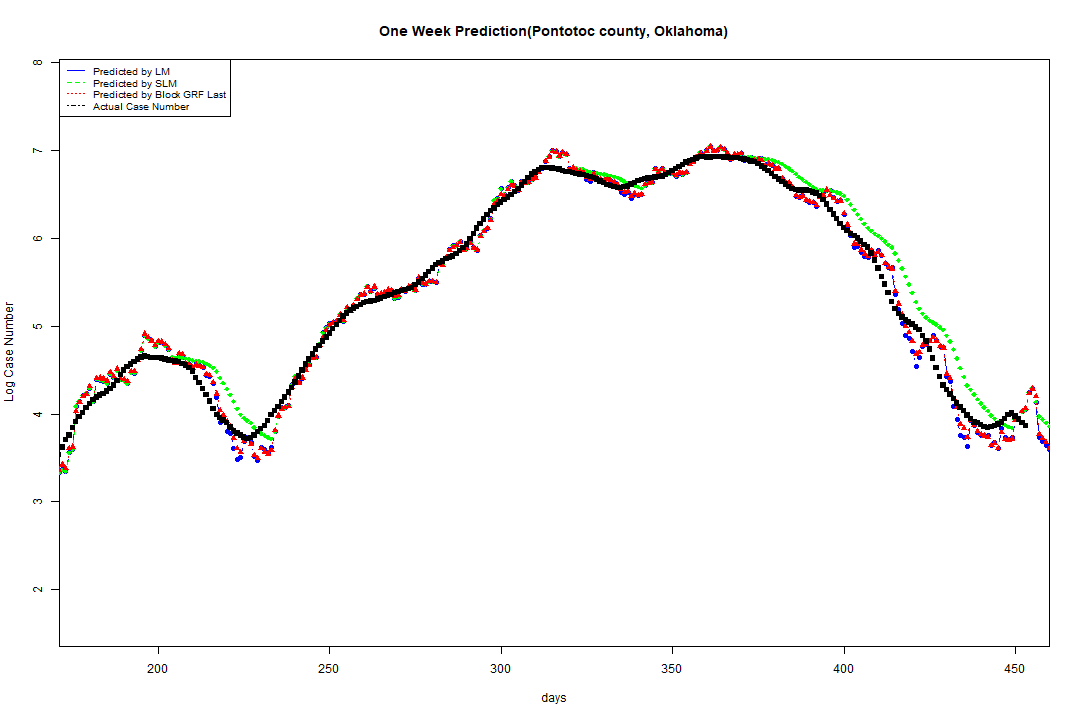 One Week Prediction(Pontotoc county, Oklahoma)
Predicted by LM
Predicted by SLM
Predicted by Block GRF Last
Actual Case Number
8
7
6
5
4
3
2
Log Case Number
200 250 300 350 400 450
days